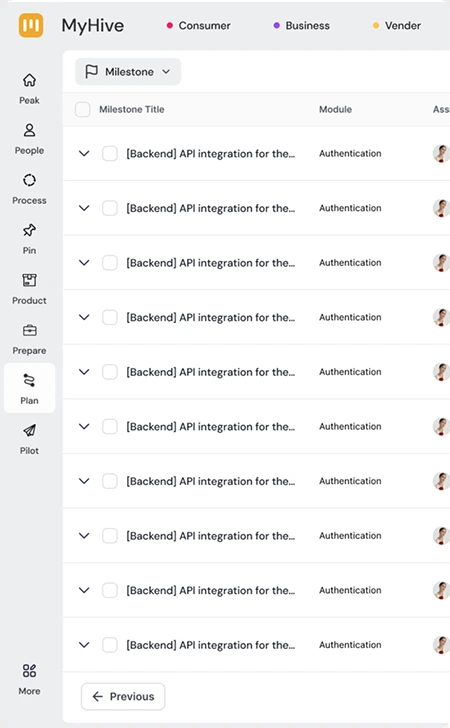 MyHive
Consumer
Business
Vender
Peak
People
Process
Pin
Product
Prepare
Plan
Pilot
More
Milestone
Milestone Title Module Ass
[Backend] API integration for the... Authentication
[Backend] API integration for the... Authentication
[Backend] API integration for the... Authentication
[Backend] API integration for the... Authentication
[Backend] API integration for the... Authentication
[Backend] API integration for the... Authentication
[Backend] API integration for the... Authentication
[Backend] API integration for the... Authentication
[Backend] API integration for the... Authentication
[Backend] API integration for the... Authentication
Previous